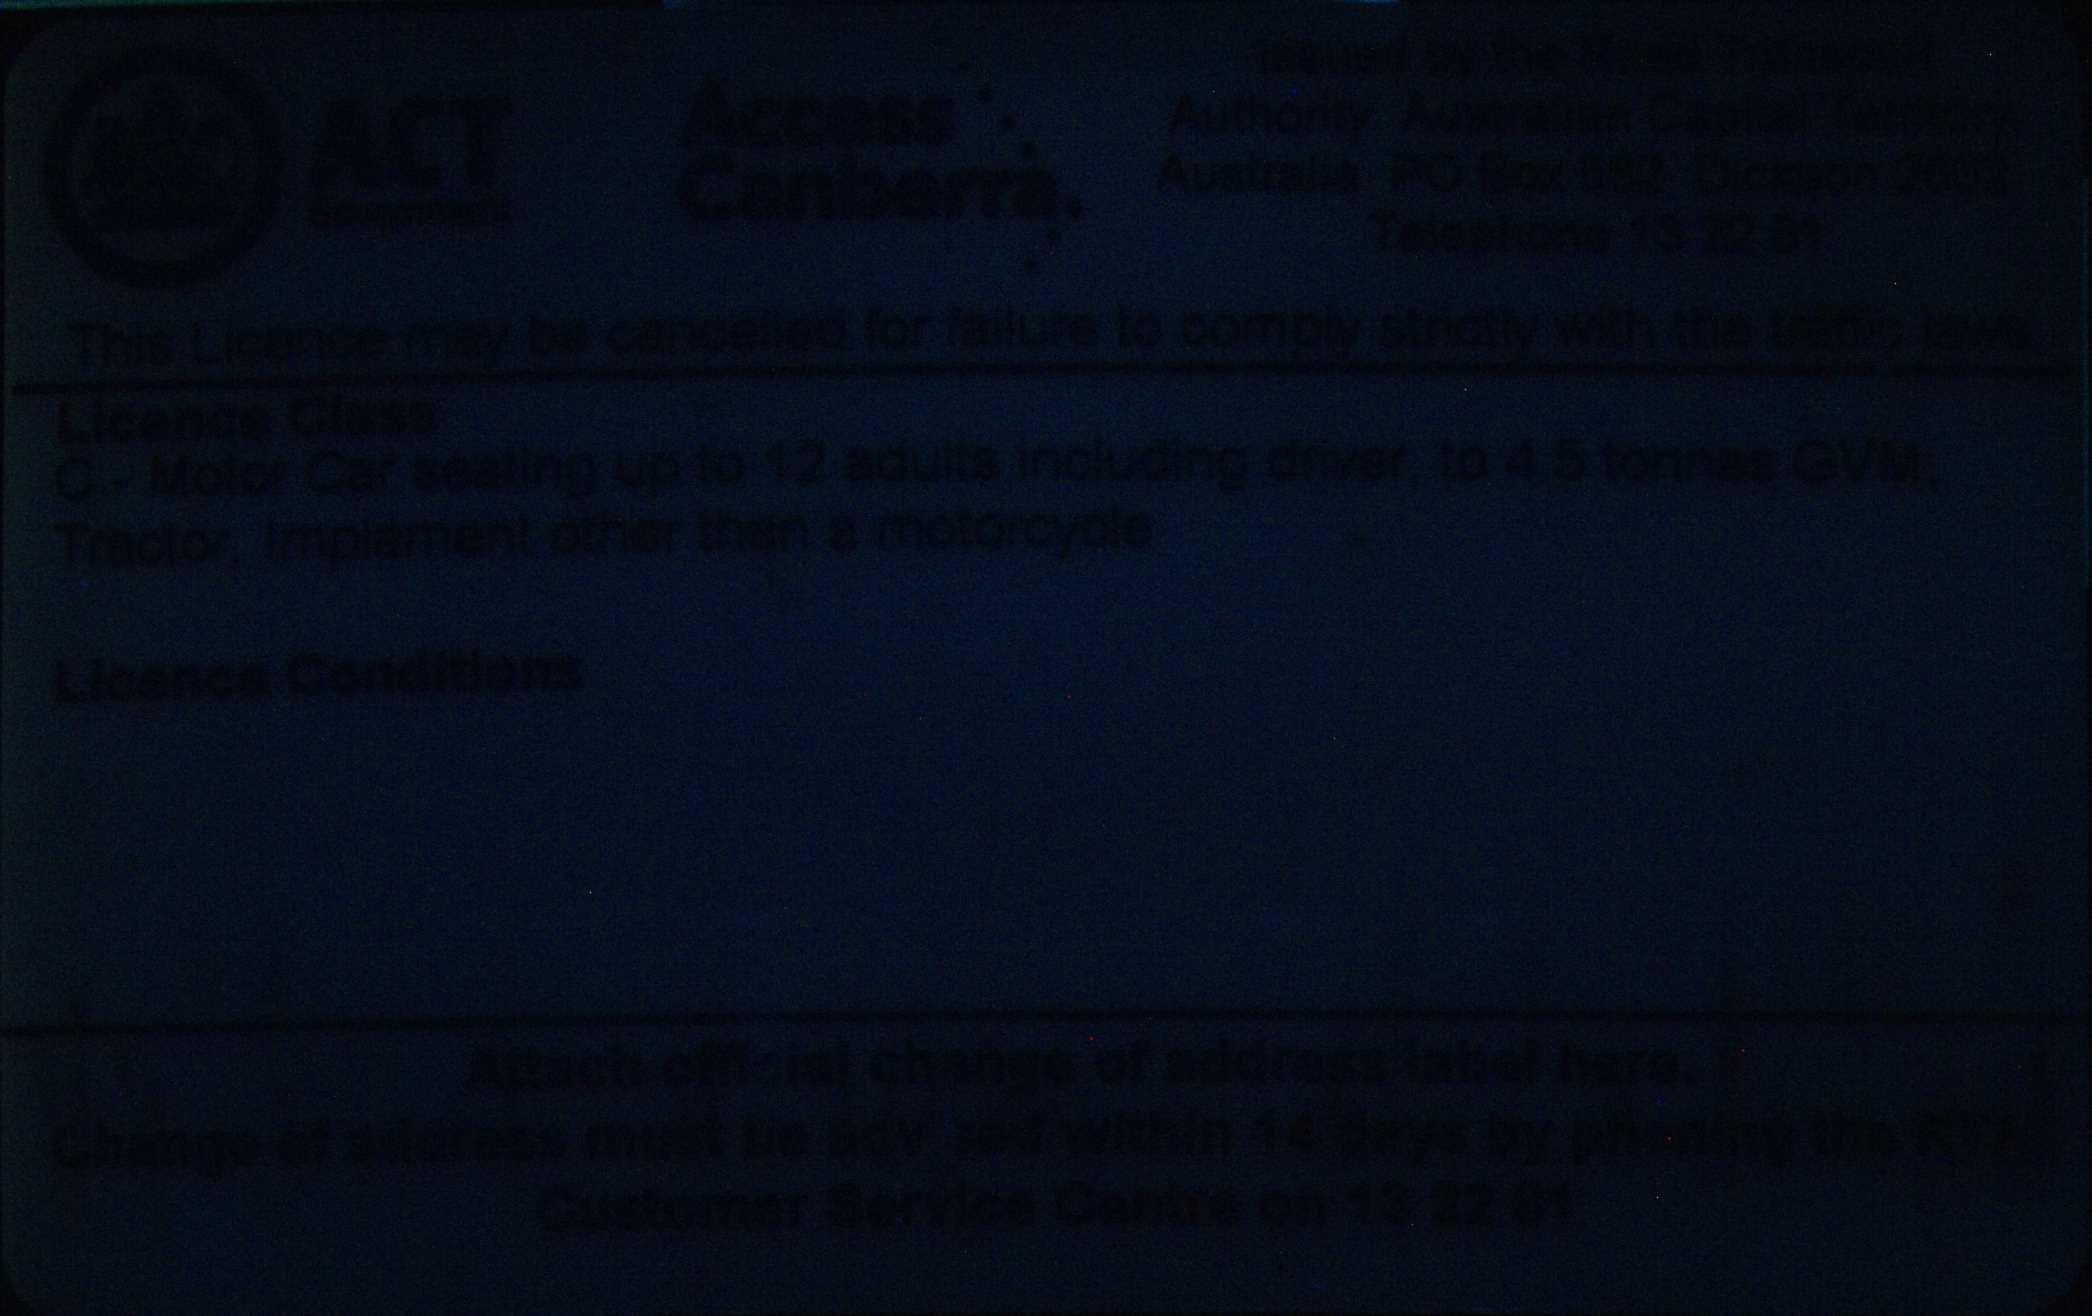 ACT
Government
Access
Canberra.
Issued by the Road Transport
Authority, Australian Capital Territory,
Australia. PO Box 582, Dickson 2602
Telephone 13 22 81
This Licence may be cancelled for failure to comply strictly with the traffic laws.
Licence Class
C - Motor Car seating up to 12 adults including driver, to 4.5 tonnes GVM,
Tractor, Implement other than a motorcycle
Licence Conditions
Attach official change of address label here.
Change of address must be advised within 14 days by phoning the RTA
Customer Service Centre on 13 22 81